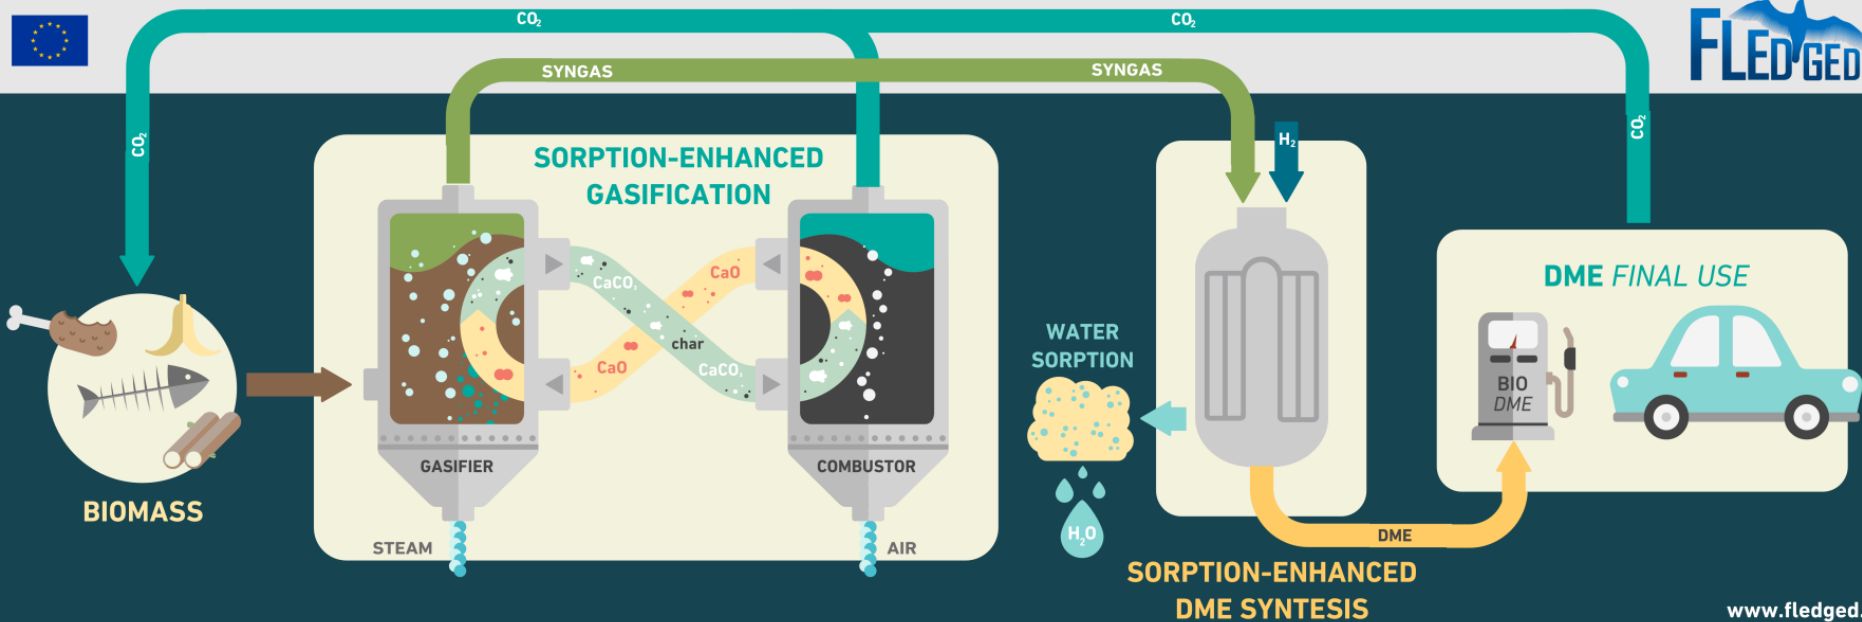 CO₂
CO₂
FLEDGED
SYNGAS
SYNGAS
CO₂
CO₂
H₂
SORPTION-ENHANCED
GASIFICATION
CaCO₃
CaO
char
CaO
CaCO₃
GASIFIER
COMBUSTOR
STEAM
AIR
BIOMASS
WATER
SORPTION
H₂O
DME FINAL USE
BIO
DME
DME
SORPTION-ENHANCED
DME SYNTESIS
www.fledged.